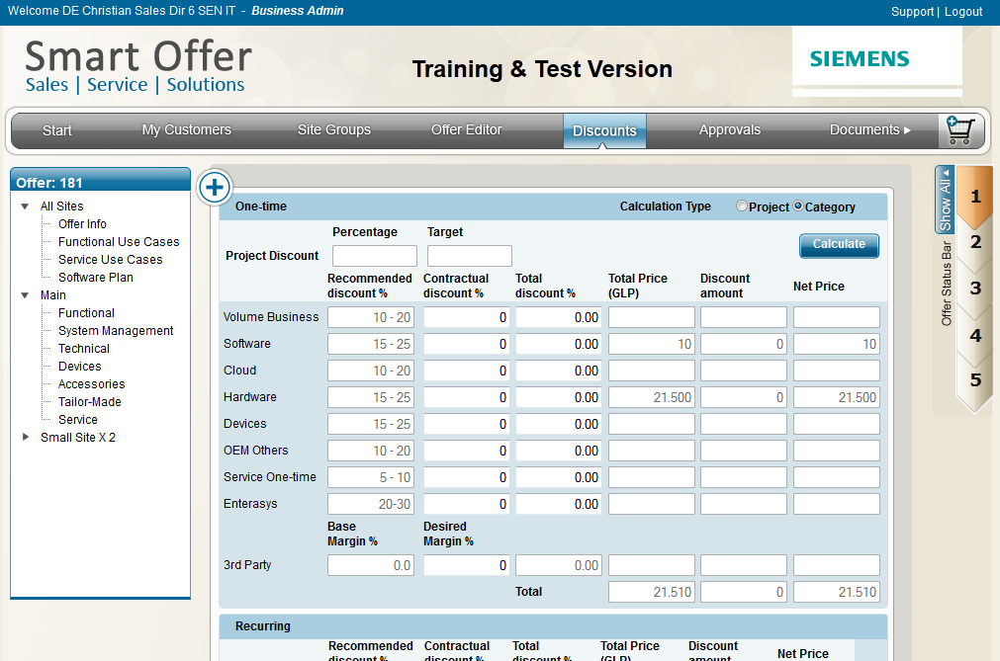 Welcome DE Christian Sales Dir 6 SEN IT - Business Admin
Support | Logout
Smart Offer
Sales | Service | Solutions
Training & Test Version
SIEMENS
Start My Customers Site Groups Offer Editor Discounts Approvals Documents
Offer: 181
All Sites
Offer Info
Functional Use Cases
Service Use Cases
Software Plan
Main
Functional
System Management
Technical
Devices
Accessories
Tailor-Made
Service
Small Site X 2
One-time Calculation Type Project Category
Percentage Target
Project Discount Calculate
Recommended discount % Contractual discount % Total discount % Total Price (GLP) Discount amount Net Price
Volume Business 10 - 20 0 0.00
Software 15 - 25 0 0.00 10 0 10
Cloud 10 - 20 0 0.00
Hardware 15 - 25 0 0.00 21.500 0 21.500
Devices 15 - 25 0 0.00
OEM Others 10 - 20 0 0.00
Service One-time 5 - 10 0 0.00
Enterasys 20-30 0 0.00
Base Margin % Desired Margin %
3rd Party 0.0 0 0.00
Total 21.510 0 21.510
Recurring
Recommended discount % Contractual discount % Total discount % Total Price (GLP) Discount amount Net Price
Show All
Offer Status Bar
1
2
3
4
5